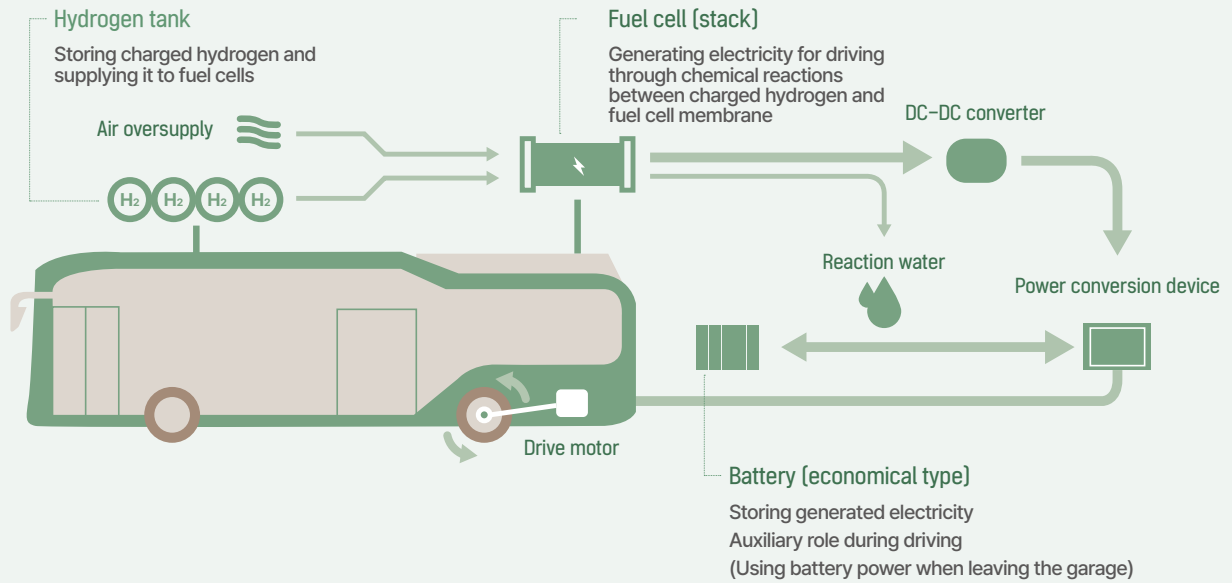 Hydrogen tank
Storing charged hydrogen and
supplying it to fuel cells
Air oversupply
H2 H2 H2 H2
Fuel cell (stack)
Generating electricity for driving
through chemical reactions
between charged hydrogen and
fuel cell membrane
DC-DC converter
Reaction water
Power conversion device
Drive motor
Battery (economical type)
Storing generated electricity
Auxiliary role during driving
(Using battery power when leaving the garage)